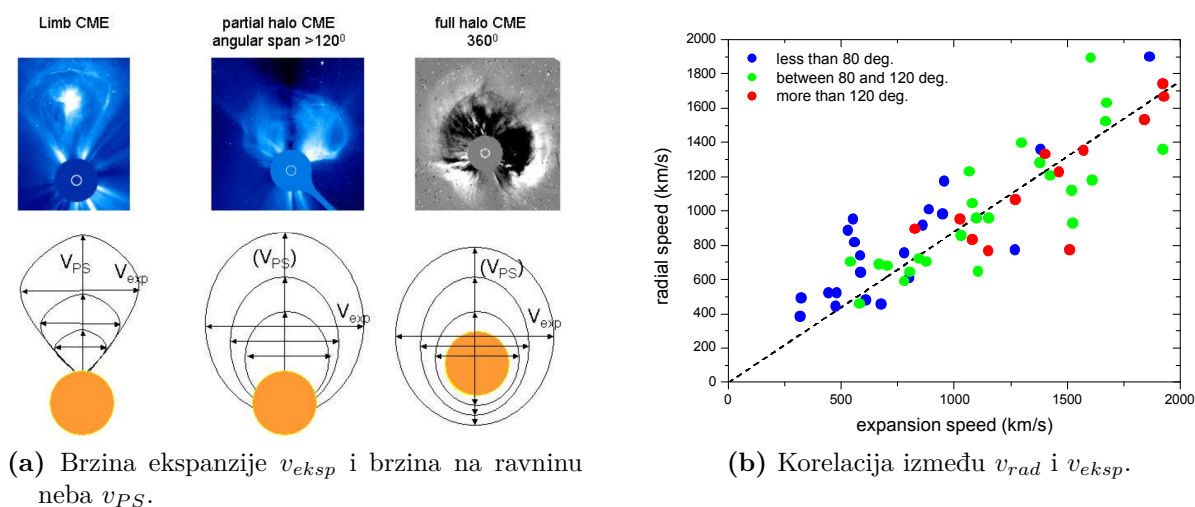 Limb CME
partial halo CME
angular span >120⁰
full halo CME
360⁰
V_PS
V_exp
(V_PS)
V_exp
(V_PS)
V_exp
(a) Brzina ekspanzije v_eksp i brzina na ravninu
neba v_PS.
less than 80 deg.
between 80 and 120 deg.
more than 120 deg.
radial speed (km/s)
2000
1800
1600
1400
1200
1000
800
600
400
200
0
0
500
1000
1500
2000
expansion speed (km/s)
(b) Korelacija između v_rad i v_eksp.